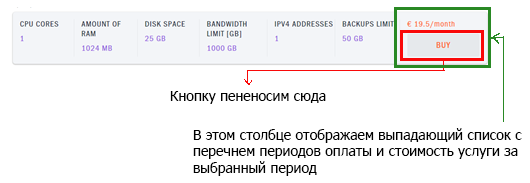 CPU CORES AMOUNT OF RAM DISK SPACE BANDWIDTH LIMIT [GB] IPV4 ADDRESSES BACKUPS LIMIT € 19.5/month
1 1024 MB 25 GB 1000 GB 1 50 GB BUY
Кнопку пененосим сюда
В этом столбце отображаем выпадающий список с
перечнем периодов оплаты и стоимость услуги за
выбранный период